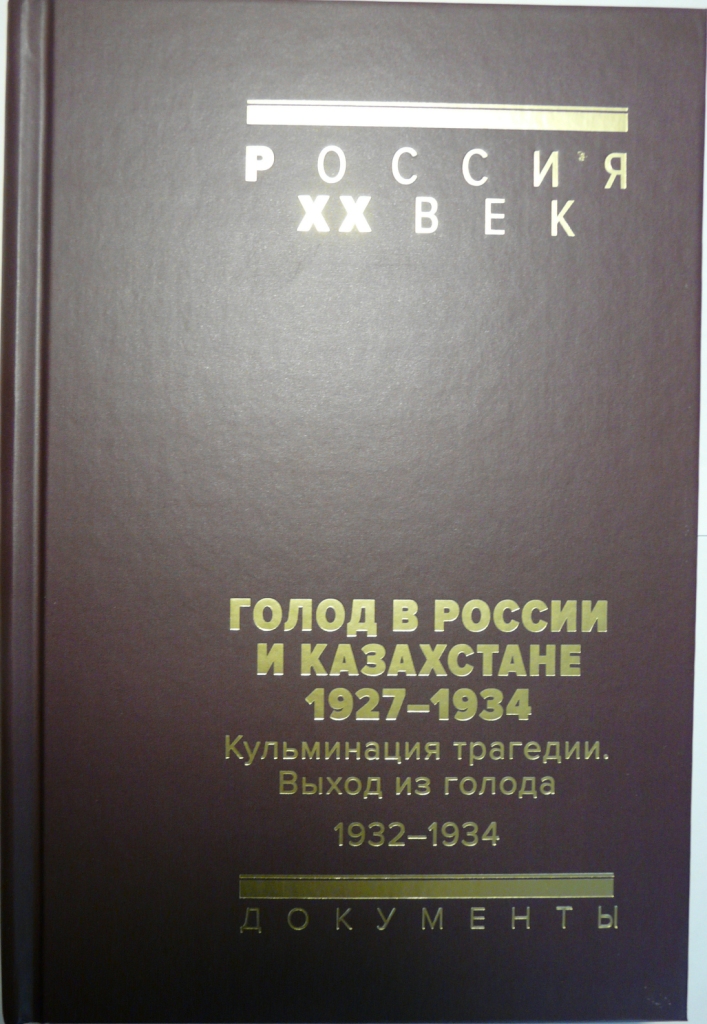 РОССИЯ
XX ВЕК
ГОЛОД В РОССИИ
И КАЗАХСТАНЕ
1927–1934
Кульминация трагедии.
Выход из голода
1932–1934
ДОКУМЕНТЫ